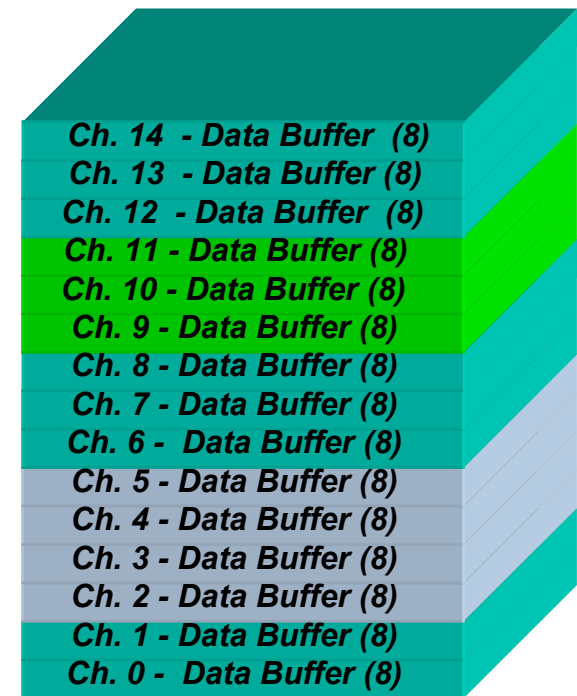 Ch. 14 - Data Buffer (8)
Ch. 13 - Data Buffer (8)
Ch. 12 - Data Buffer (8)
Ch. 11 - Data Buffer (8)
Ch. 10 - Data Buffer (8)
Ch. 9 - Data Buffer (8)
Ch. 8 - Data Buffer (8)
Ch. 7 - Data Buffer (8)
Ch. 6 - Data Buffer (8)
Ch. 5 - Data Buffer (8)
Ch. 4 - Data Buffer (8)
Ch. 3 - Data Buffer (8)
Ch. 2 - Data Buffer (8)
Ch. 1 - Data Buffer (8)
Ch. 0 - Data Buffer (8)